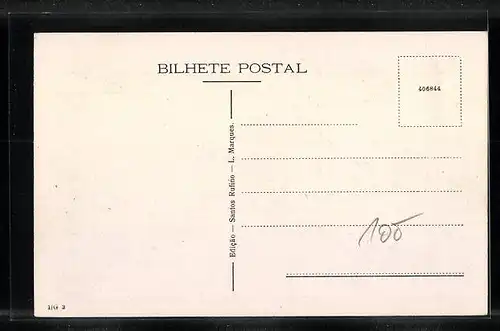 BILHETE POSTAL
406844
Edição — Santos Rufino — L. Marques.
100